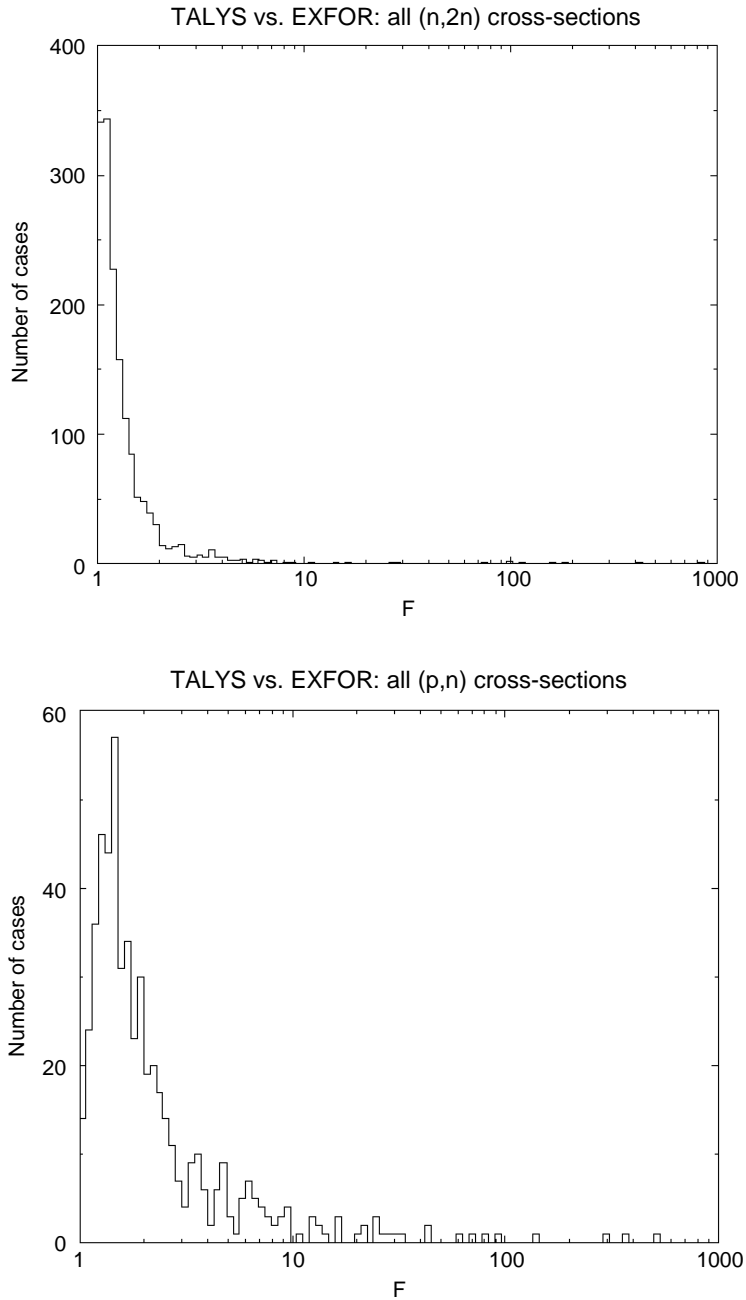 TALYS vs. EXFOR: all (n,2n) cross-sections
400
300
200
100
0
Number of cases
1
10
100
1000
F
TALYS vs. EXFOR: all (p,n) cross-sections
60
40
20
0
Number of cases
1
10
100
1000
F